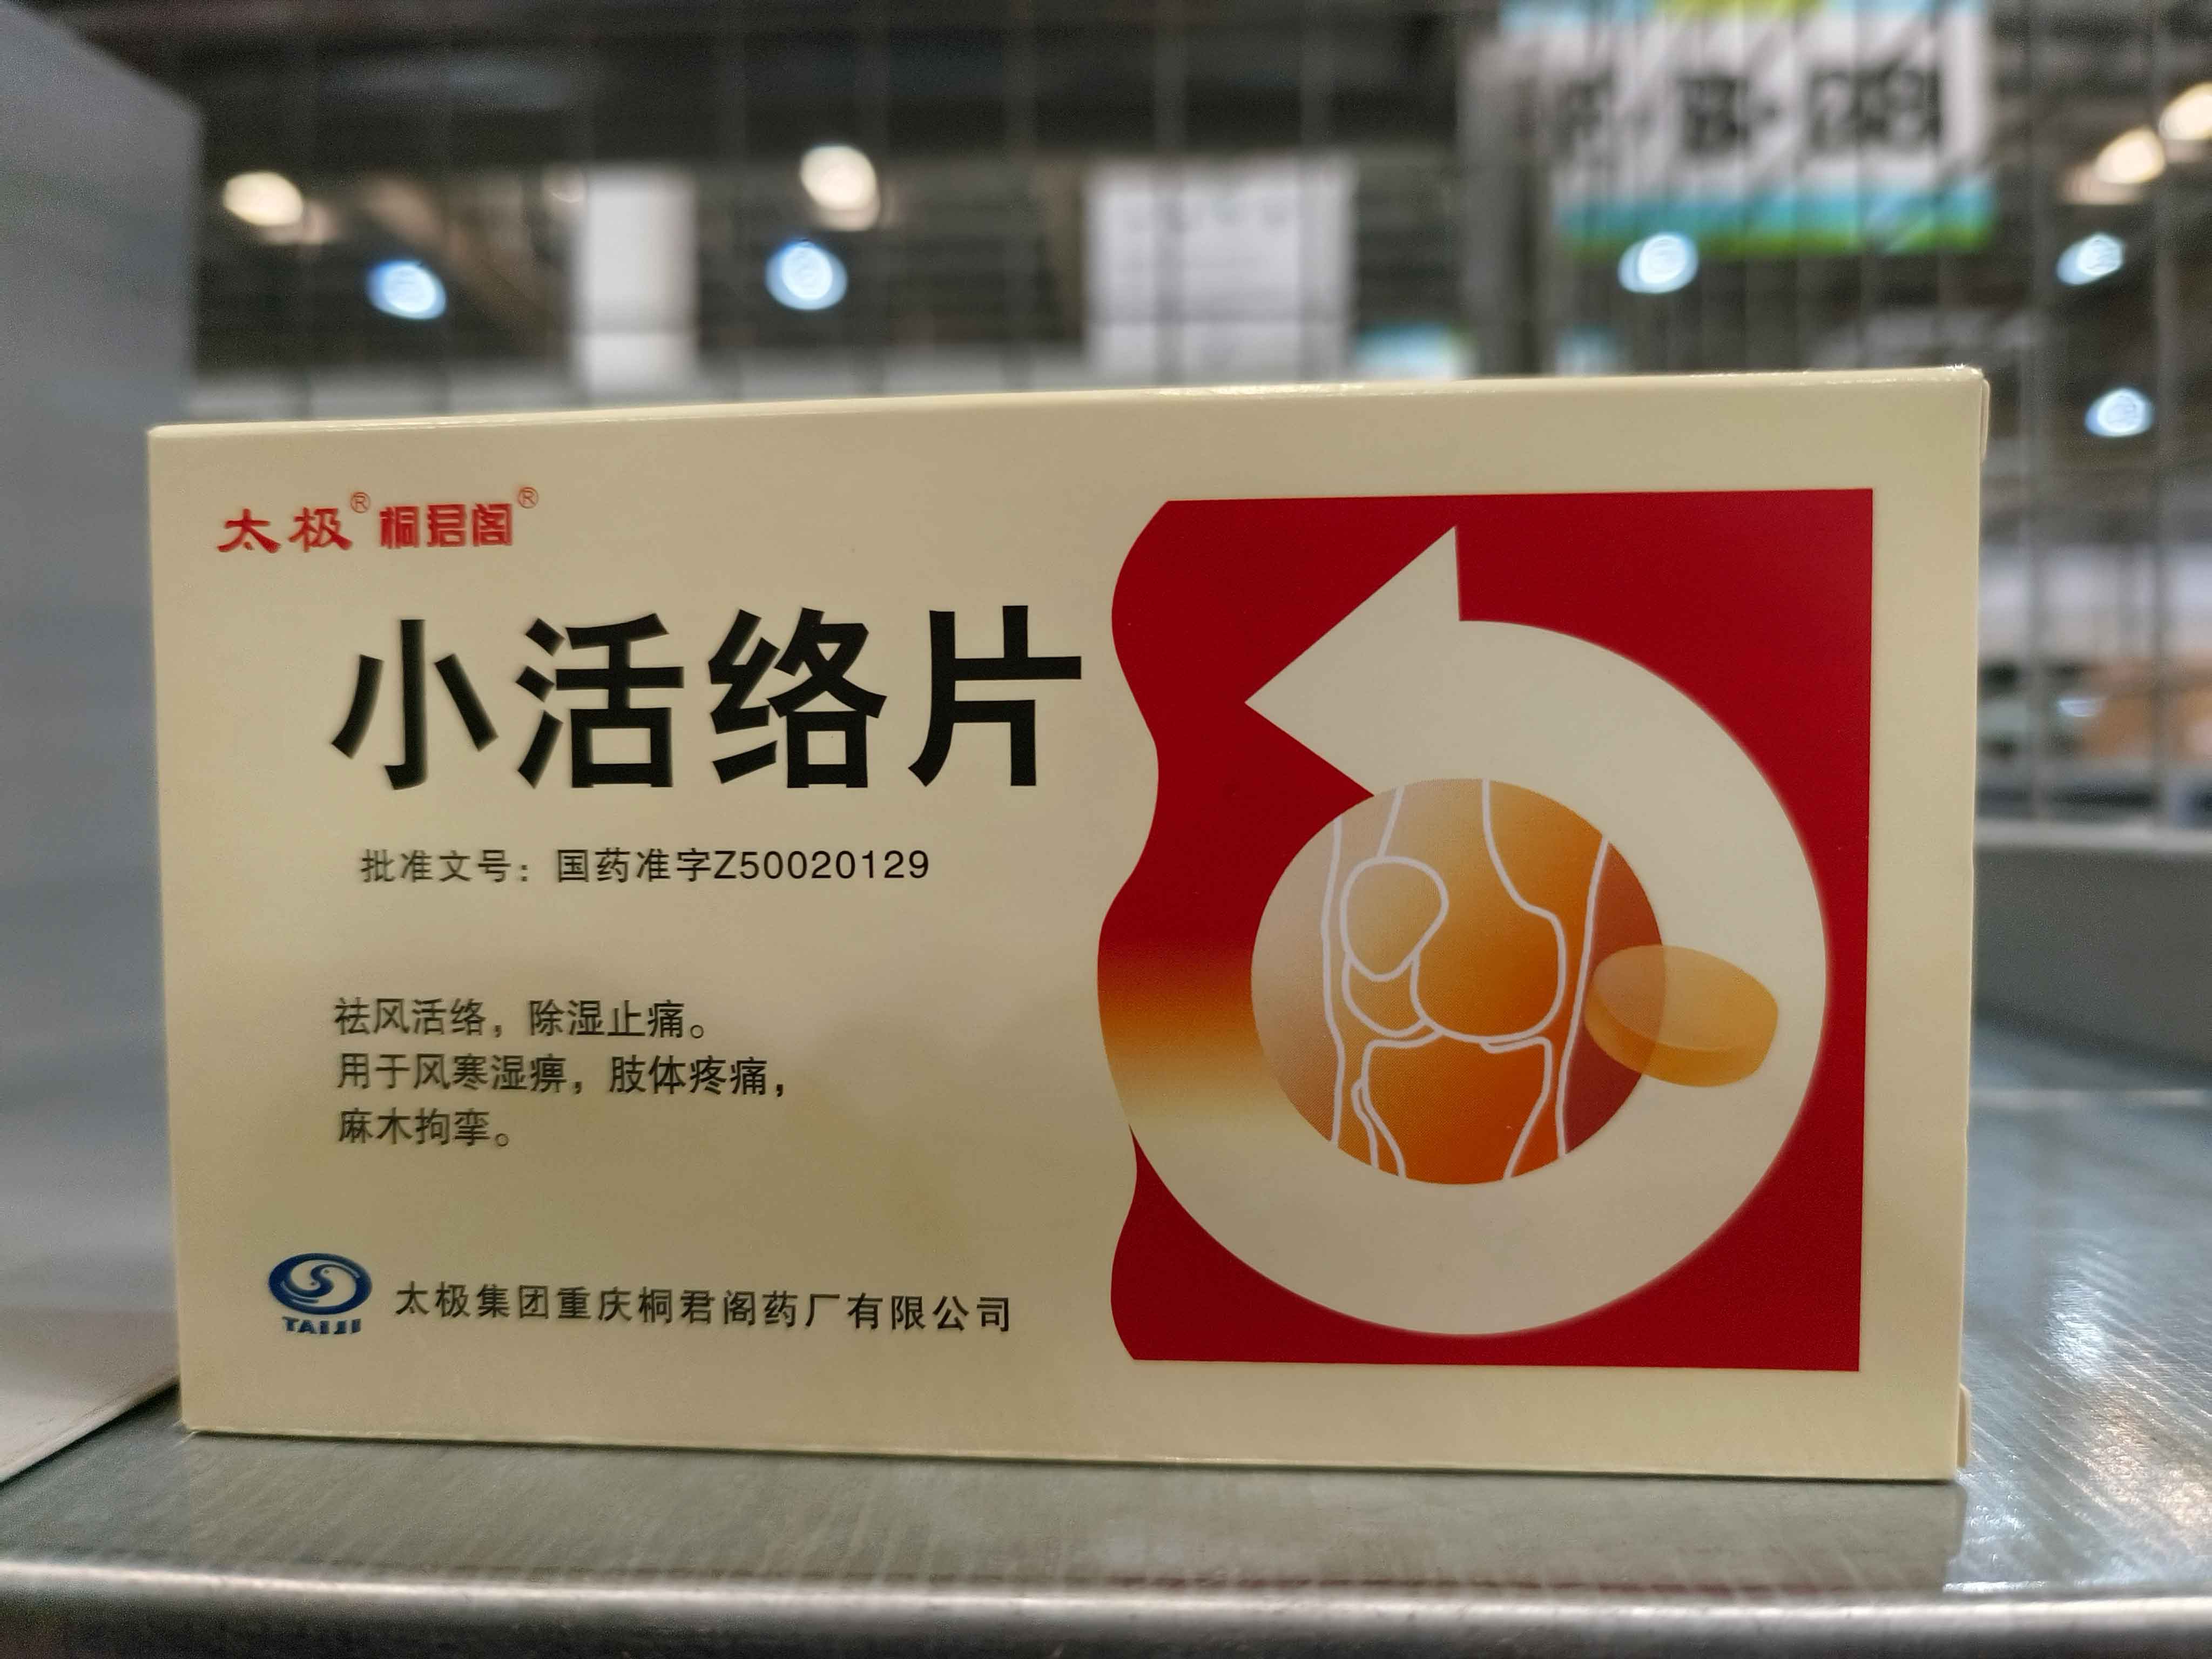 太极® 桐君阁®
小活络片
批准文号：国药准字Z50020129
祛风活络，除湿止痛。
用于风寒湿痹，肢体疼痛，
麻木拘挛。
TAIJI
太极集团重庆桐君阁药厂有限公司